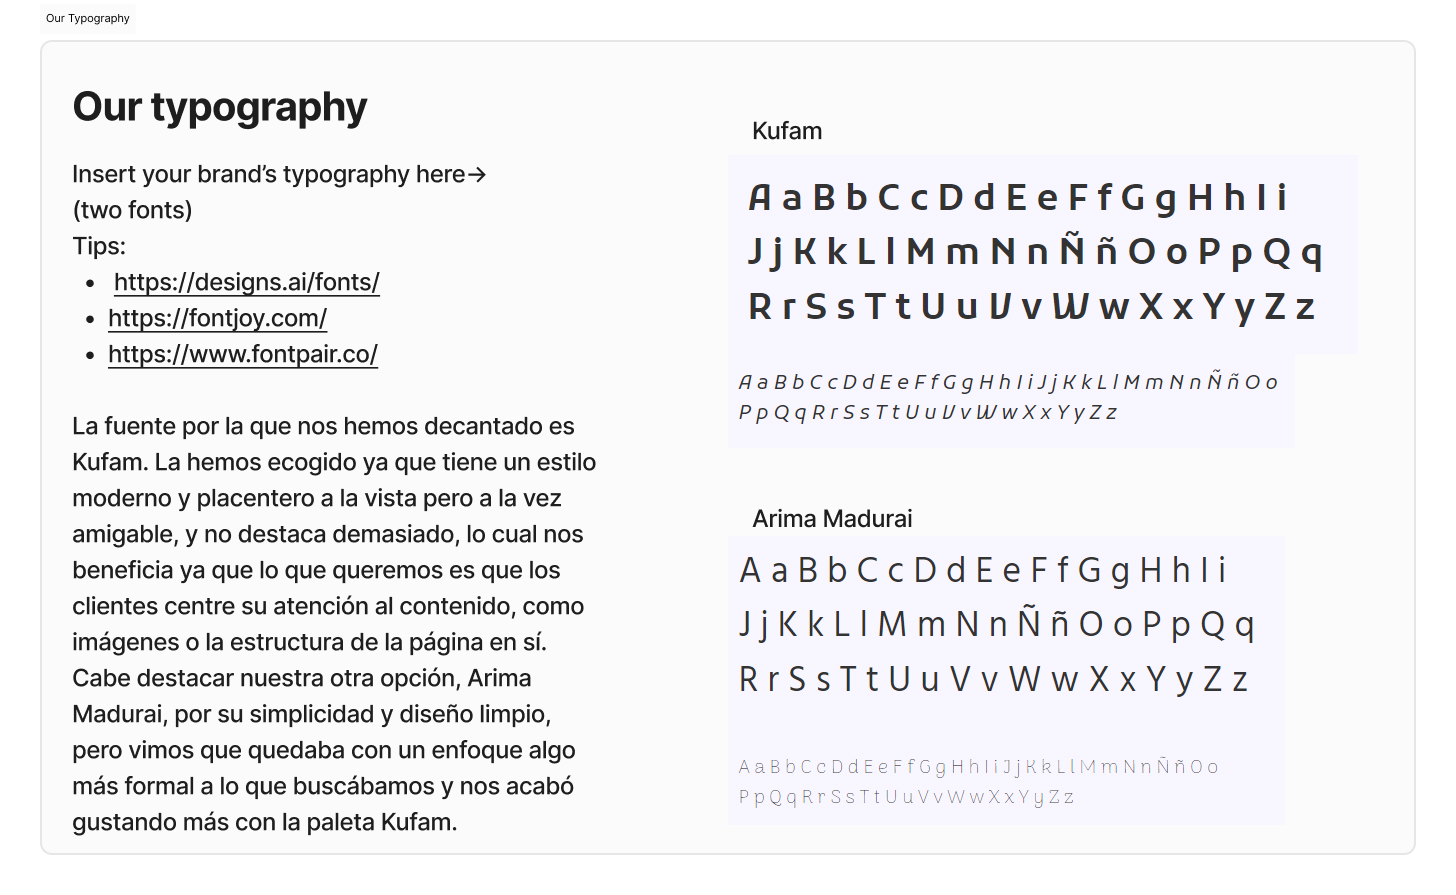 Our Typography
Our typography
Insert your brand’s typography here→
(two fonts)
Tips:
• https://designs.ai/fonts/
• https://fontjoy.com/
• https://www.fontpair.co/
La fuente por la que nos hemos decantado es
Kufam. La hemos ecogido ya que tiene un estilo
moderno y placentero a la vista pero a la vez
amigable, y no destaca demasiado, lo cual nos
beneficia ya que lo que queremos es que los
clientes centre su atención al contenido, como
imágenes o la estructura de la página en sí.
Cabe destacar nuestra otra opción, Arima
Madurai, por su simplicidad y diseño limpio,
pero vimos que quedaba con un enfoque algo
más formal a lo que buscábamos y nos acabó
gustando más con la paleta Kufam.
Kufam
A a B b C c D d E e F f G g H h I i
J j K k L l M m N n Ñ ñ O o P p Q q
R r S s T t U u V v W w X x Y y Z z
A a B b C c D d E e F f G g H h I i J j K k L l M m N n Ñ ñ O o
P p Q q R r S s T t U u V v W w X x Y y Z z
Arima Madurai
A a B b C c D d E e F f G g H h I i
J j K k L l M m N n Ñ ñ O o P p Q q
R r S s T t U u V v W w X x Y y Z z
A a B b C c D d E e F f G g H h I i J j K k L l M m N n Ñ ñ O o
P p Q q R r S s T t U u V v W w X x Y y Z z